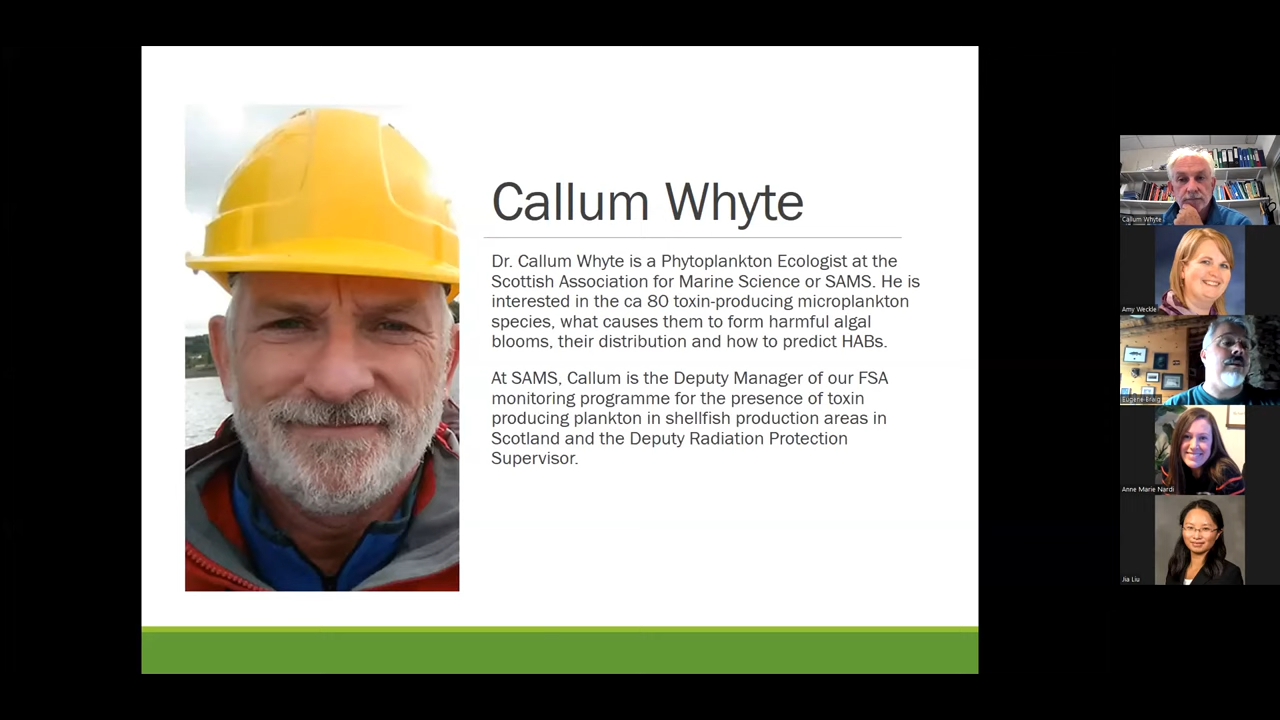 Callum Whyte
Dr. Callum Whyte is a Phytoplankton Ecologist at the
Scottish Association for Marine Science or SAMS. He is
interested in the ca 80 toxin-producing microplankton
species, what causes them to form harmful algal
blooms, their distribution and how to predict HABs.
At SAMS, Callum is the Deputy Manager of our FSA
monitoring programme for the presence of toxin
producing plankton in shellfish production areas in
Scotland and the Deputy Radiation Protection
Supervisor.
Callum Whyte
Amy Weckle
Eugene Braig
Anne Marie Nardi
Jia Liu